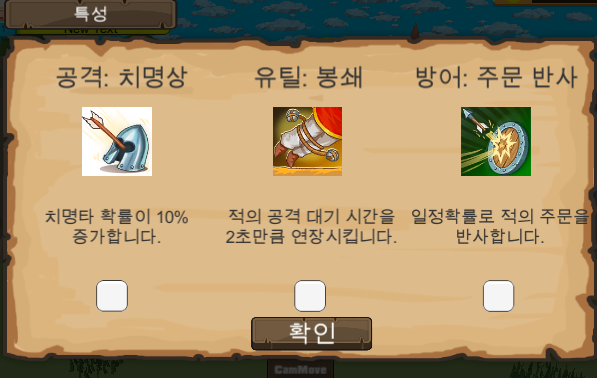 특성
New Text
공격: 치명상
유틸: 봉쇄
방어: 주문 반사
치명타 확률이 10%
증가합니다.
적의 공격 대기 시간을
2초만큼 연장시킵니다.
일정확률로 적의 주문을
반사합니다.
확인
CamMove